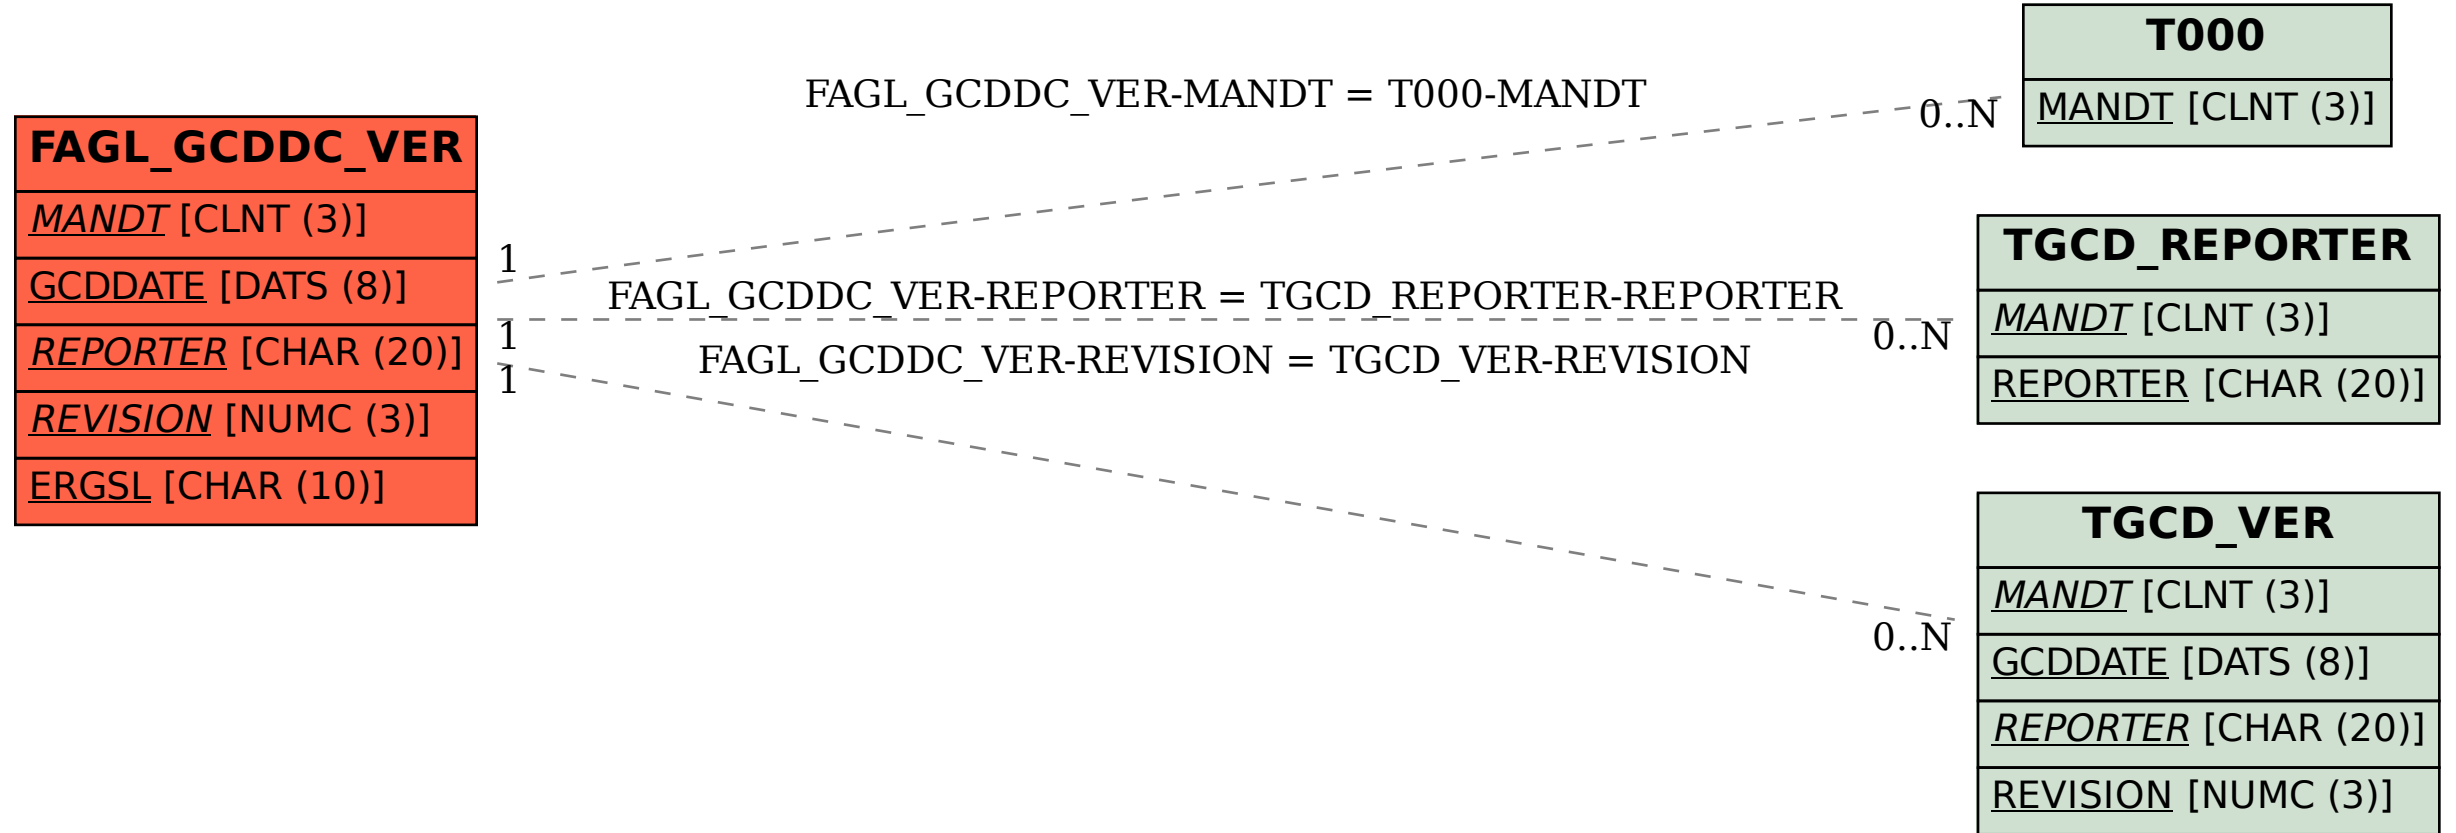 FAGL_GCDDC_VER
MANDT [CLNT (3)]
GCDDATE [DATS (8)]
REPORTER [CHAR (20)]
REVISION [NUMC (3)]
ERGSL [CHAR (10)]
FAGL_GCDDC_VER-MANDT = T000-MANDT
1
0..N
FAGL_GCDDC_VER-REPORTER = TGCD_REPORTER-REPORTER
1
0..N
FAGL_GCDDC_VER-REVISION = TGCD_VER-REVISION
1
0..N
T000
MANDT [CLNT (3)]
TGCD_REPORTER
MANDT [CLNT (3)]
REPORTER [CHAR (20)]
TGCD_VER
MANDT [CLNT (3)]
GCDDATE [DATS (8)]
REPORTER [CHAR (20)]
REVISION [NUMC (3)]